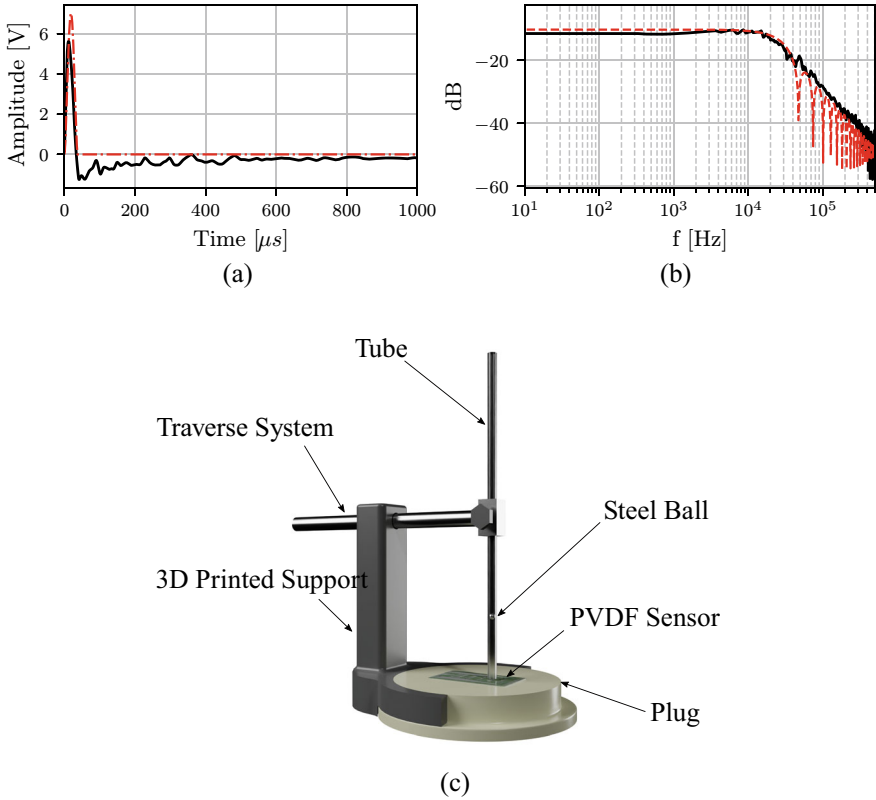 Amplitude [V]
6
4
2
0
0 200 400 600 800 1000
Time [μs]
(a)
dB
−20
−40
−60
10¹ 10² 10³ 10⁴ 10⁵
f [Hz]
(b)
Tube
Traverse System
Steel Ball
3D Printed Support
PVDF Sensor
Plug
(c)